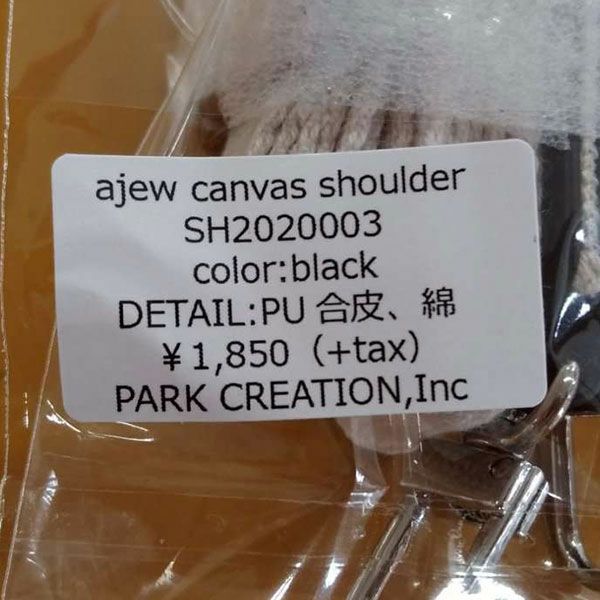 ajew canvas shoulder
SH2020003
color:black
DETAIL:PU 合皮、綿
¥1,850（+tax）
PARK CREATION,Inc